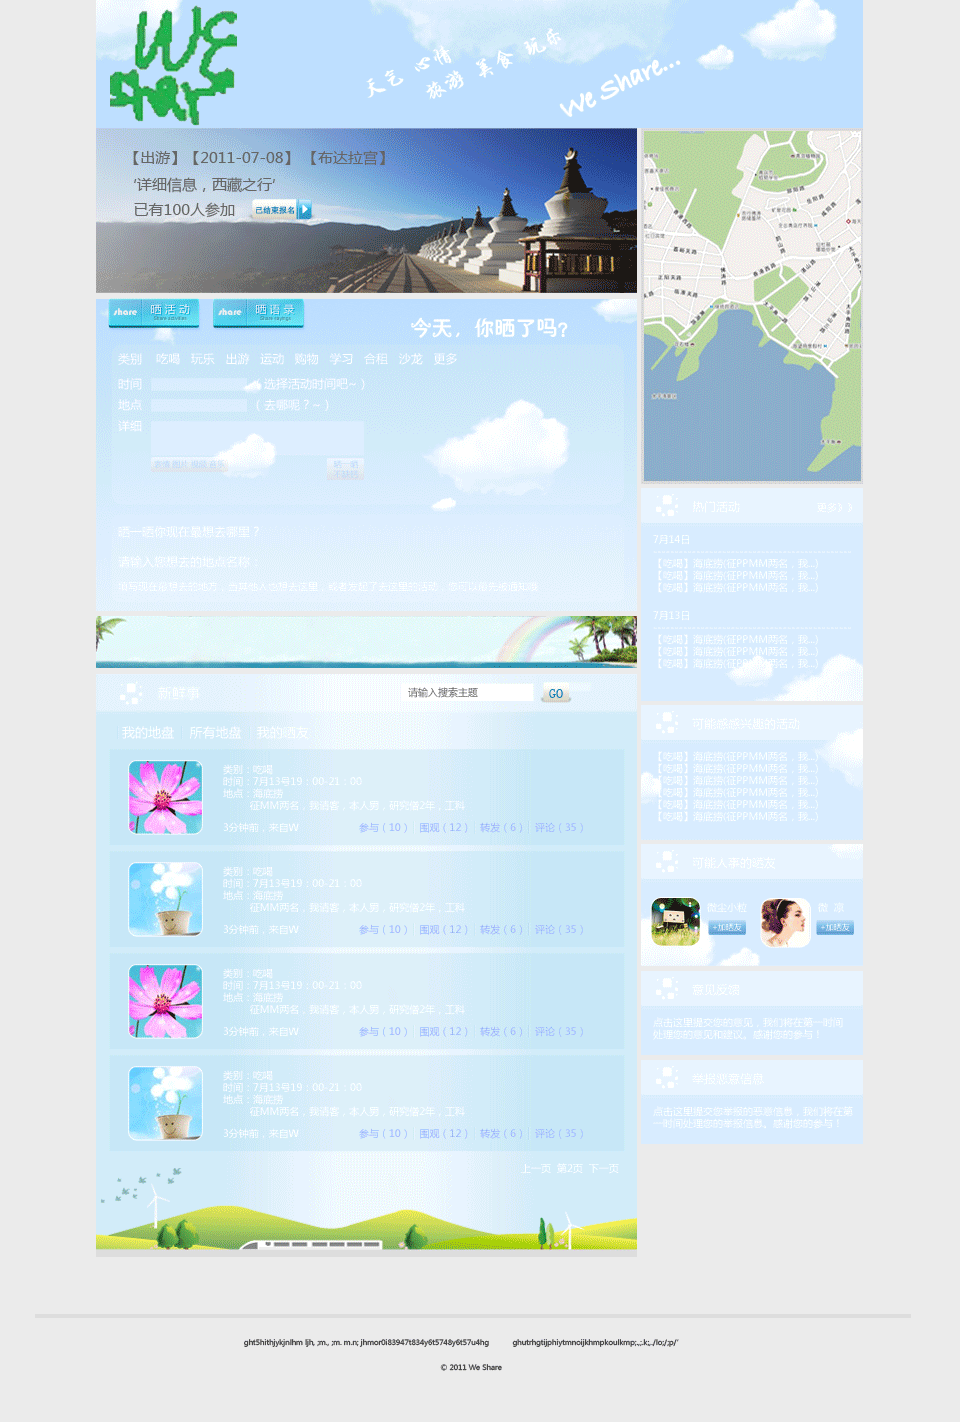 We
Share
天气 心情
旅游 美食 玩乐
We Share...
【出游】【2011-07-08】 【布达拉宫】
'详细信息，西藏之行'
已有100人参加 已结束报名
share 晒活动 share 晒语录
今天，你晒了吗?
类别 吃喝 玩乐 出游 运动 购物 学习 合租 沙龙 更多
时间 （选择活动时间吧~）
地点 （去哪呢？~）
详细
晒一晒你现在最想去哪里？
请输入您想去的地点名称：
新鲜事 请输入搜索主题 GO
我的地盘 所有地盘 我的晒友
类别：吃喝
时间：7月13号19：00-21：00
地点：海底捞
征MM两名，我请客，本人男，研究僧2年，工科
3分钟前，来自W 参与（10） 围观（12） 转发（6） 评论（35）
类别：吃喝
时间：7月13号19：00-21：00
地点：海底捞
征MM两名，我请客，本人男，研究僧2年，工科
3分钟前，来自W 参与（10） 围观（12） 转发（6） 评论（35）
类别：吃喝
时间：7月13号19：00-21：00
地点：海底捞
征MM两名，我请客，本人男，研究僧2年，工科
3分钟前，来自W 参与（10） 围观（12） 转发（6） 评论（35）
类别：吃喝
时间：7月13号19：00-21：00
地点：海底捞
征MM两名，我请客，本人男，研究僧2年，工科
3分钟前，来自W 参与（10） 围观（12） 转发（6） 评论（35）
上一页 第2页 下一页
热门活动 更多》》
7月14日
【吃喝】海底捞(征PPMM两名，我...)
【吃喝】海底捞(征PPMM两名，我...)
【吃喝】海底捞(征PPMM两名，我...)
7月13日
【吃喝】海底捞(征PPMM两名，我...)
【吃喝】海底捞(征PPMM两名，我...)
【吃喝】海底捞(征PPMM两名，我...)
可能您感兴趣的活动
【吃喝】海底捞(征PPMM两名，我...)
【吃喝】海底捞(征PPMM两名，我...)
【吃喝】海底捞(征PPMM两名，我...)
【吃喝】海底捞(征PPMM两名，我...)
【吃喝】海底捞(征PPMM两名，我...)
【吃喝】海底捞(征PPMM两名，我...)
可能人事的晒友
微尘小粒 微 凉
+加晒友 +加晒友
意见反馈
点击这里提交您的意见，我们将在第一时间
处理您的意见和建议。感谢您的参与！
举报恶意信息
点击这里提交您举报的恶意信息，我们将在第
一时间处理您的举报信息。感谢您的参与！
ght5hithjykjnlhm ljh, ;m., ;m. m.n; jhmor0i83947t834y6t5748y6t57u4hg ghutrhgtijphiytmnoijkhmpkoulkmp;.,;.k;,./lo;/;p/'
© 2011 We Share